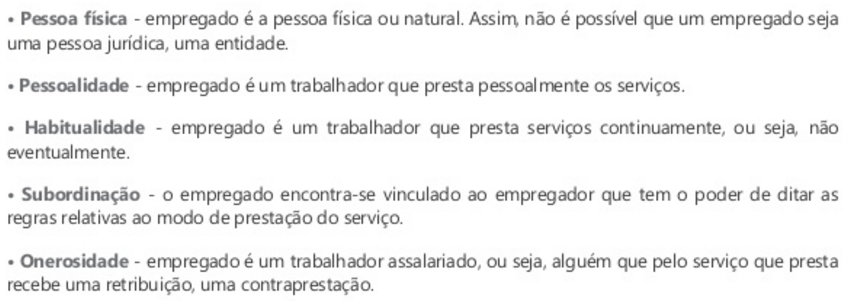 • Pessoa física - empregado é a pessoa física ou natural. Assim, não é possível que um empregado seja
uma pessoa jurídica, uma entidade.
• Pessoalidade - empregado é um trabalhador que presta pessoalmente os serviços.
• Habitualidade - empregado é um trabalhador que presta serviços continuamente, ou seja, não
eventualmente.
• Subordinação - o empregado encontra-se vinculado ao empregador que tem o poder de ditar as
regras relativas ao modo de prestação do serviço.
• Onerosidade - empregado é um trabalhador assalariado, ou seja, alguém que pelo serviço que presta
recebe uma retribuição, uma contraprestação.